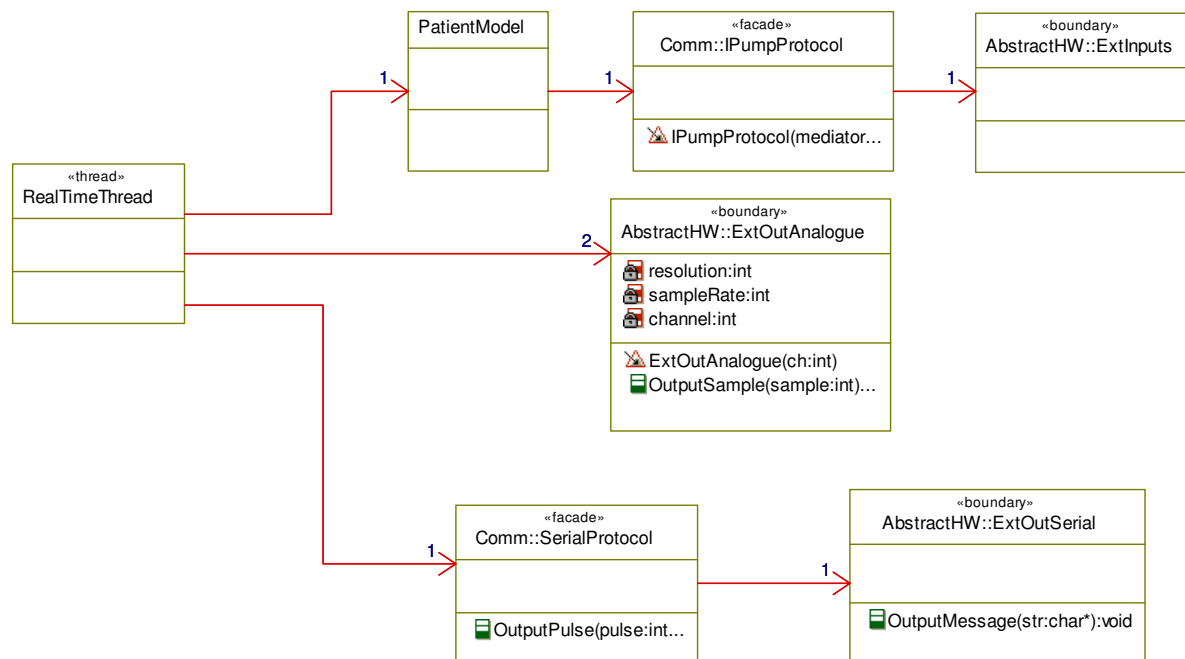 PatientModel
1
«facade»
Comm::IPumpProtocol
IPumpProtocol(mediator...
1
«boundary»
AbstractHW::ExtInputs
1
«thread»
RealTimeThread
«boundary»
AbstractHW::ExtOutAnalogue
2
resolution:int
sampleRate:int
channel:int
ExtOutAnalogue(ch:int)
OutputSample(sample:int)...
«facade»
Comm::SerialProtocol
1
OutputPulse(pulse:int...
«boundary»
AbstractHW::ExtOutSerial
1
OutputMessage(str:char*):void